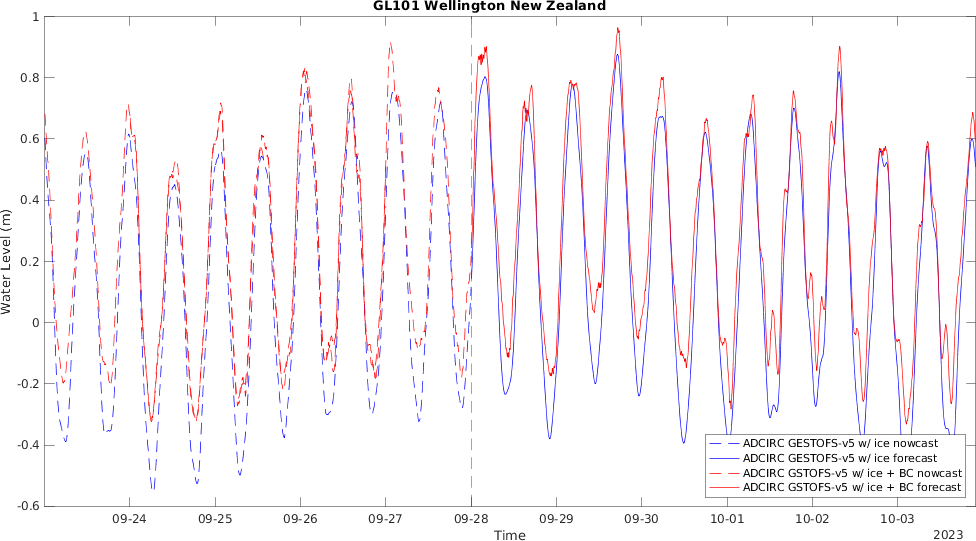 GL101 Wellington New Zealand
Water Level (m)
1
0.8
0.6
0.4
0.2
0
-0.2
-0.4
-0.6
ADCIRC GESTOFS-v5 w/ ice nowcast
ADCIRC GESTOFS-v5 w/ ice forecast
ADCIRC GSTOFS-v5 w/ ice + BC nowcast
ADCIRC GSTOFS-v5 w/ ice + BC forecast
09-24 09-25 09-26 09-27 09-28 09-29 09-30 10-01 10-02 10-03
Time
2023